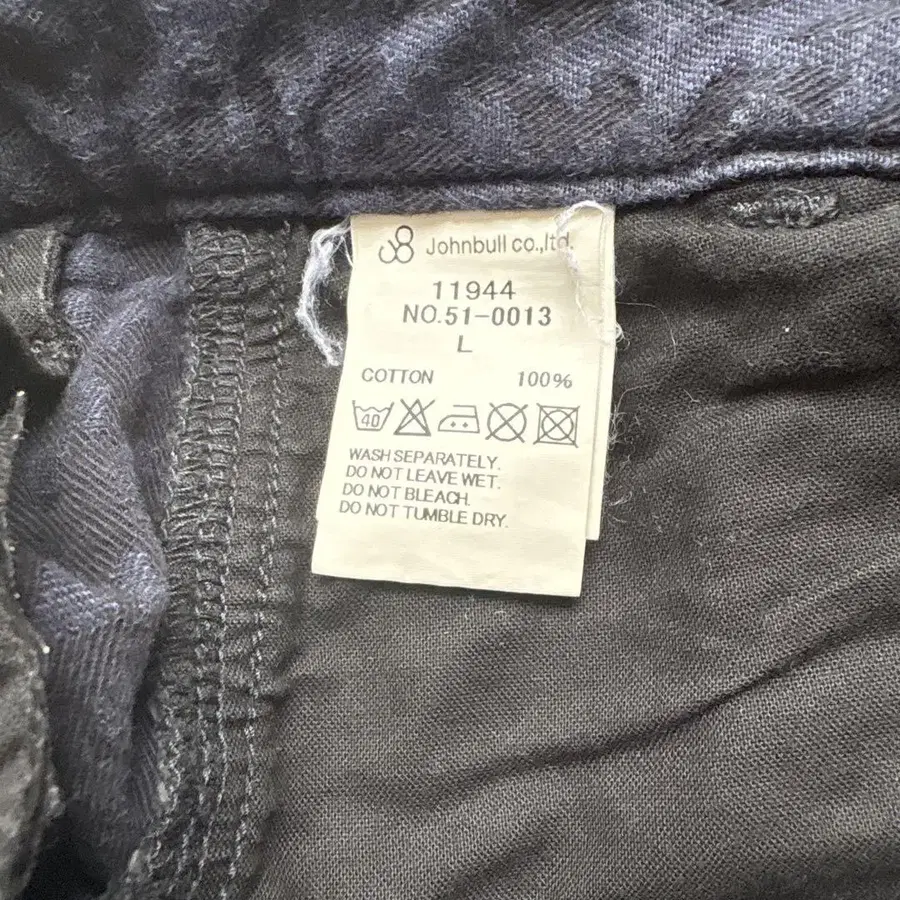 Johnbull co.,ltd.
11944
NO.51-0013
L
COTTON 100%
40
WASH SEPARATELY.
DO NOT LEAVE WET.
DO NOT BLEACH.
DO NOT TUMBLE DRY.